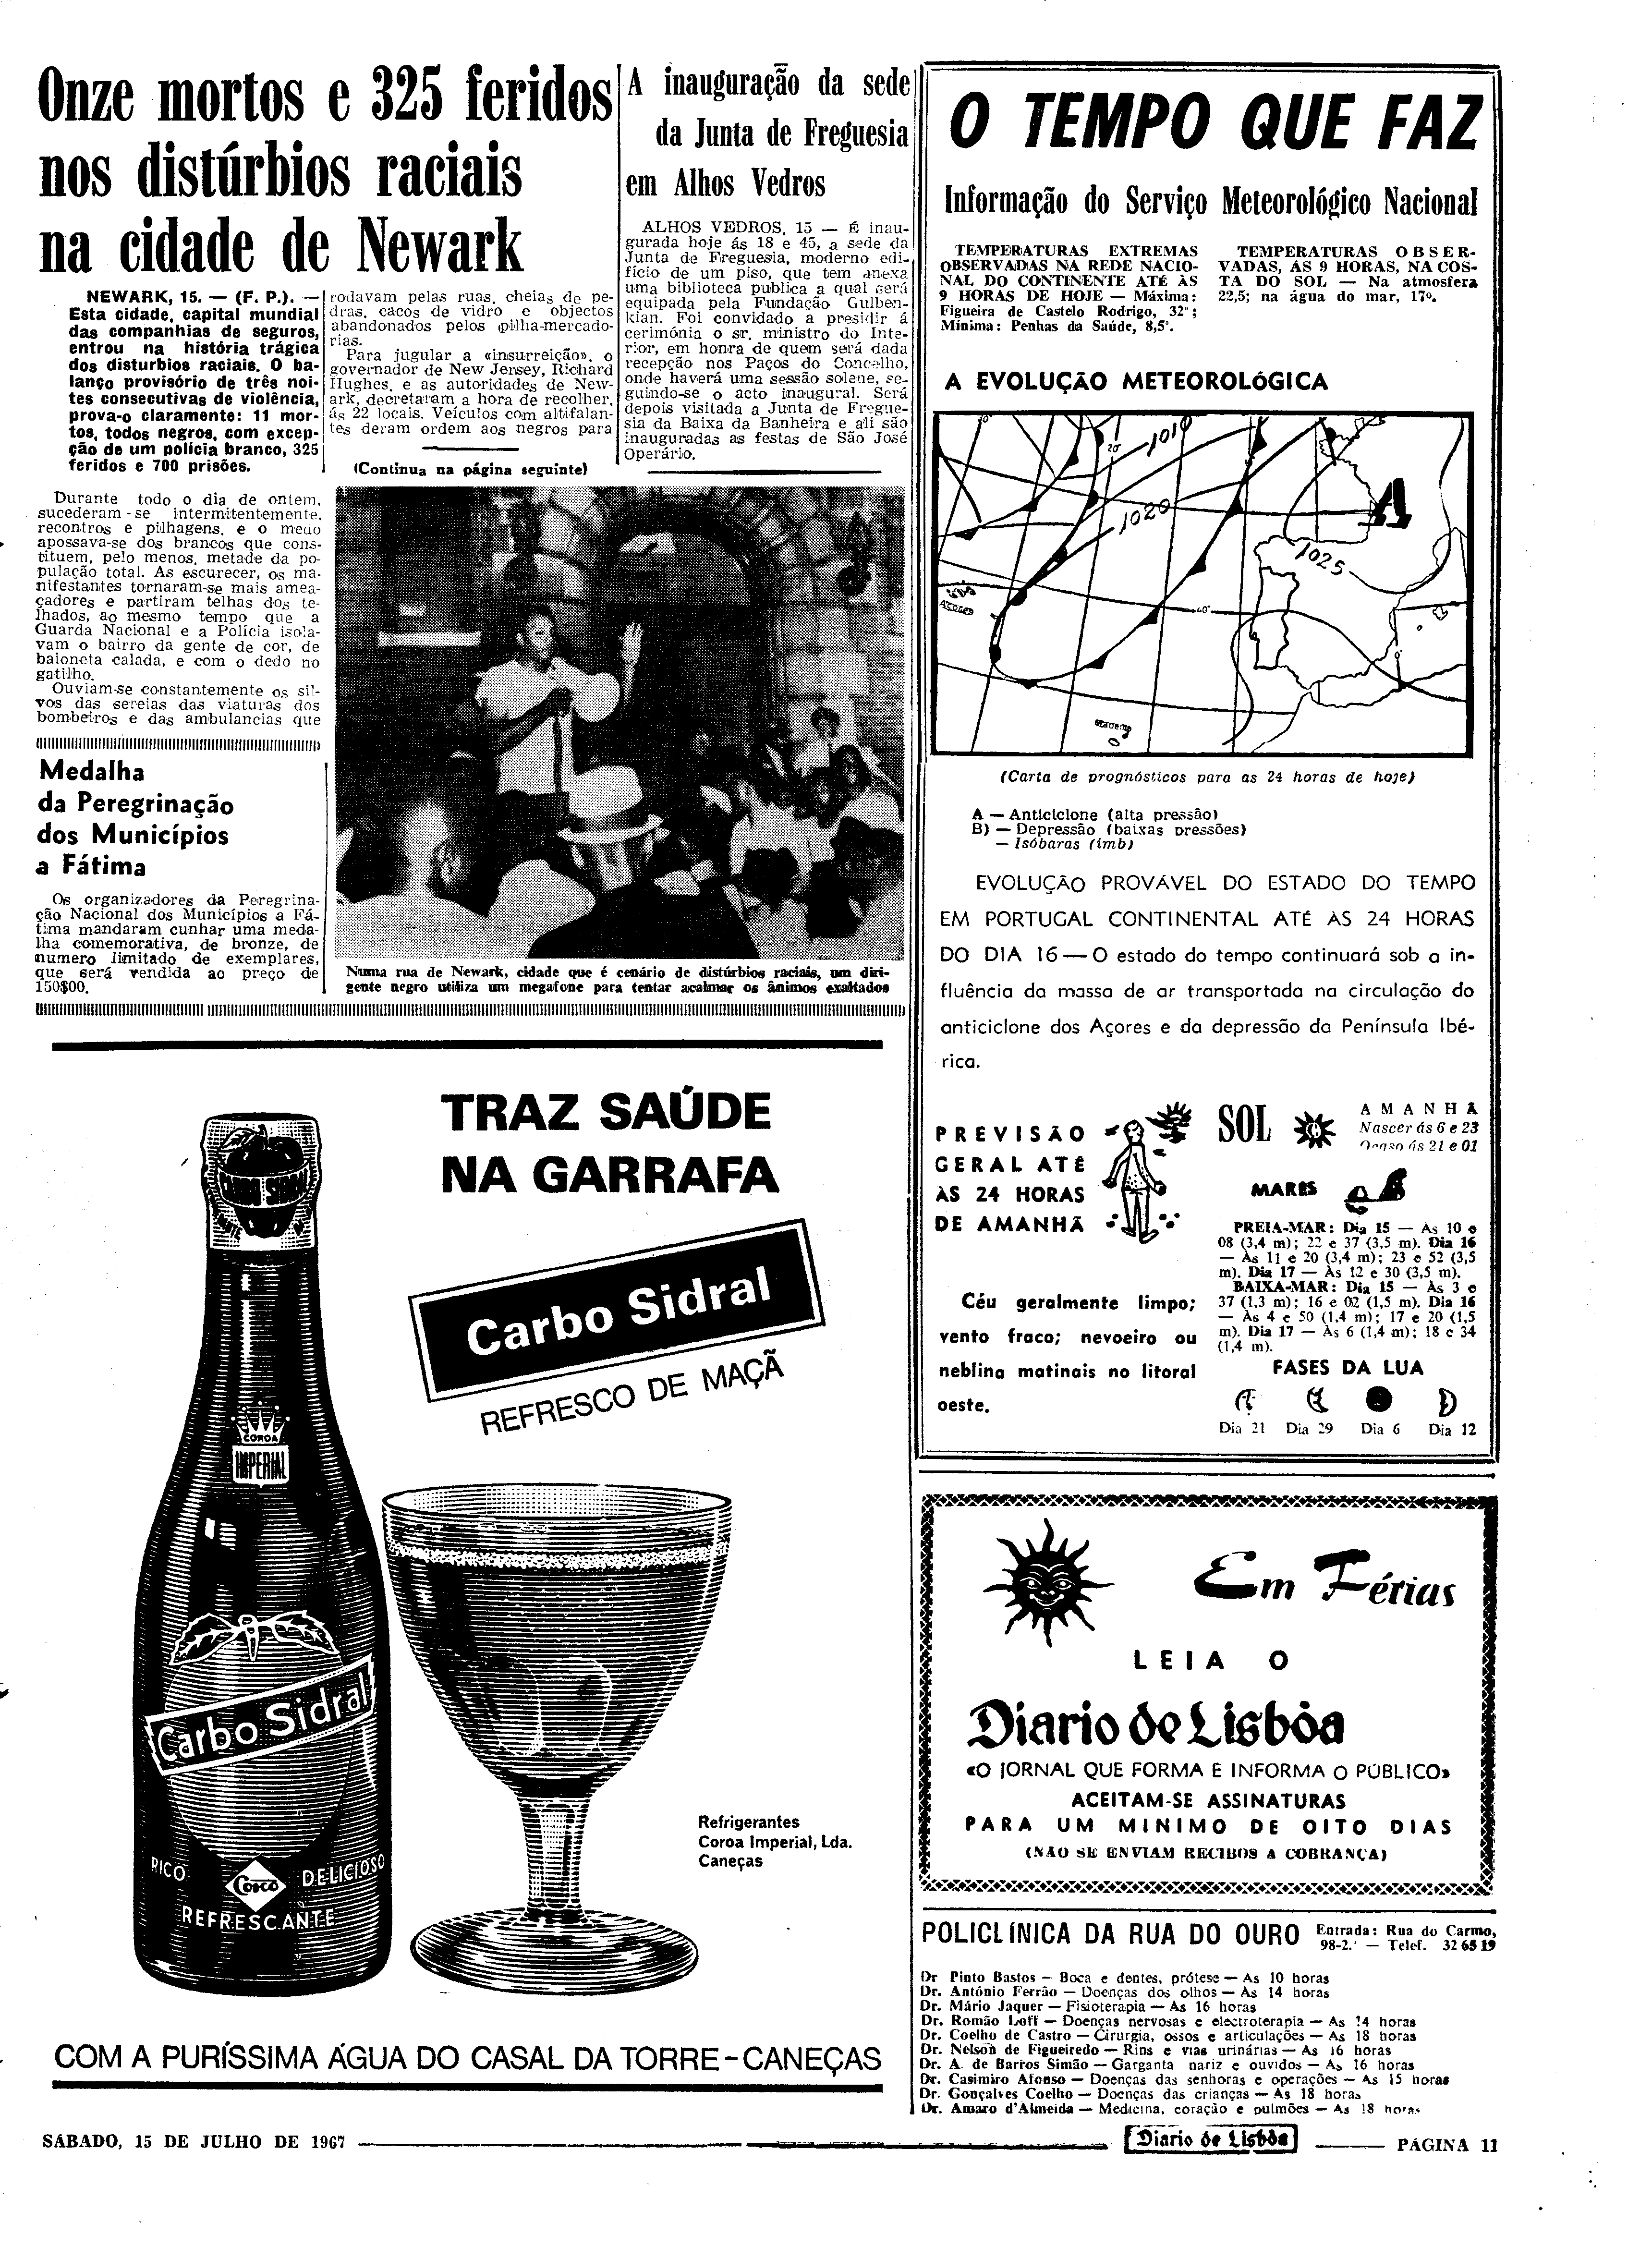 Onze mortos e 325 feridos
nos distúrbios raciais
na cidade de Newark
NEWARK, 15. — (F. P.). —
Esta cidade, capital mundial
das companhias de seguros,
entrou na história trágica
dos disturbios raciais. O ba-
lanço provisório de três noi-
tes consecutivas de violência,
prova-o claramente: 11 mor-
tos, todos negros, com excep-
ção de um polícia branco, 325
feridos e 700 prisões.
Durante todo o dia de ontem,
sucederam-se intermitentemente,
recontros e pilhagens, e o medo
apossava-se dos brancos que cons-
tituem, pelo menos, metade da po-
pulação total. As escurecer, os ma-
nifestantes tornaram-se mais amea-
çadores e partiram telhas dos te-
lhados, ao mesmo tempo que a
Guarda Nacional e a Polícia isola-
vam o bairro da gente de cor, de
baioneta calada, e com o dedo no
gatilho.
Ouviam-se constantemente os sil-
vos das sereias das viaturas dos
bombeiros e das ambulancias que
rodavam pelas ruas, cheias de pe-
dras, cacos de vidro e objectos
abandonados pelos pilha-mercado-
rias.
Para jugular a «insurreição», o
governador de New Jersey, Richard
Hughes, e as autoridades de New-
ark, decretaram a hora de recolher,
ás 22 locais. Veículos com altifalan-
tes deram ordem aos negros para
(Continua na página seguinte)
Numa rua de Newark, cidade que é cenário de distúrbios raciais, um diri-
gente negro utiliza um megafone para tentar acalmar os ânimos exaltados
A inauguração da sede
da Junta de Freguesia
em Alhos Vedros
ALHOS VEDROS, 15 — É inau-
gurada hoje ás 18 e 45, a sede da
Junta de Freguesia, moderno edi-
fício de um piso, que tem anexa
uma biblioteca publica a qual será
equipada pela Fundação Gulben-
kian. Foi convidado a presidir á
cerimónia o sr. ministro do Inte-
rior, em honra de quem será dada
recepção nos Paços do Concelho,
onde haverá uma sessão solene, se-
guindo-se o acto inaugural. Será
depois visitada a Junta de Fregue-
sia da Baixa da Banheira e ali são
inauguradas as festas de São José
Operário.
Medalha
da Peregrinação
dos Municípios
a Fátima
Os organizadores da Peregrina-
ção Nacional dos Municípios a Fá-
tima mandaram cunhar uma meda-
lha comemorativa, de bronze, de
numero limitado de exemplares,
que será vendida ao preço de
150$00.
TRAZ SAÚDE
NA GARRAFA
Carbo Sidral
REFRESCO DE MAÇÃ
CARBO SIDRAL
COROA
IMPERIAL
Carbo Sidral
RICO
Cosco
DELICIOSO
REFRESCANTE
Refrigerantes
Coroa Imperial, Lda.
Caneças
COM A PURÍSSIMA ÁGUA DO CASAL DA TORRE - CANEÇAS
O TEMPO QUE FAZ
Informação do Serviço Meteorológico Nacional
TEMPERATURAS EXTREMAS
OBSERVADAS NA REDE NACIO-
NAL DO CONTINENTE ATÉ ÀS
9 HORAS DE HOJE — Máxima:
Figueira de Castelo Rodrigo, 32°;
Mínima: Penhas da Saúde, 8,5°.
TEMPERATURAS OBSER-
VADAS, ÁS 9 HORAS, NA COS-
TA DO SOL — Na atmosfera
22,5; na água do mar, 17º.
A EVOLUÇÃO METEOROLÓGICA
1010
20°
1020
A
1025
Açores
40°
Madeira
(Carta de prognósticos para as 24 horas de hoje)
A — Anticiclone (alta pressão)
B) — Depressão (baixas pressões)
— Isóbaras (imb)
EVOLUÇÃO PROVÁVEL DO ESTADO DO TEMPO
EM PORTUGAL CONTINENTAL ATÉ ÀS 24 HORAS
DO DIA 16 — O estado do tempo continuará sob a in-
fluência da massa de ar transportada na circulação do
anticiclone dos Açores e da depressão da Península Ibé-
rica.
PREVISÃO
GERAL ATÉ
ÀS 24 HORAS
DE AMANHÃ
Céu geralmente limpo;
vento fraco; nevoeiro ou
neblina matinais no litoral
oeste.
SOL
AMANHÃ
Nascer ás 6 e 23
Ocaso ás 21 e 01
MARES
PREIA-MAR: Dia 15 — As 10 e
08 (3,4 m); 22 e 37 (3,5 m). Dia 16
— Às 11 e 20 (3,4 m); 23 e 52 (3,5
m). Dia 17 — Às 12 e 30 (3,5 m).
BAIXA-MAR: Dia 15 — Às 3 e
37 (1,3 m); 16 e 02 (1,5 m). Dia 16
— Às 4 e 50 (1,4 m); 17 e 20 (1,5
m). Dia 17 — Às 6 (1,4 m); 18 e 34
(1,4 m).
FASES DA LUA
Dia 21 Dia 29 Dia 6 Dia 12
Em Férias
LEIA O
Diario de Lisbôa
«O JORNAL QUE FORMA E INFORMA O PÚBLICO»
ACEITAM-SE ASSINATURAS
PARA UM MINIMO DE OITO DIAS
(NÃO SE ENVIAM RECIBOS A COBRANÇA)
POLICLÍNICA DA RUA DO OURO
Entrada: Rua do Carmo,
98-2.° — Telef. 32 65 19
Dr Pinto Bastos — Boca e dentes, prótese — As 10 horas
Dr. António Ferrão — Doenças dos olhos — As 14 horas
Dr. Mário Jaquer — Fisioterapia — As 16 horas
Dr. Romão Loff — Doenças nervosas e electroterapia — As 14 horas
Dr. Coelho de Castro — Cirurgia, ossos e articulações — As 18 horas
Dr. Nelson de Figueiredo — Rins e vias urinárias — As 16 horas
Dr. A. de Barros Simão — Garganta nariz e ouvidos — As 16 horas
Dr. Casimiro Afonso — Doenças das senhoras e operações — As 15 horas
Dr. Gonçalves Coelho — Doenças das crianças — As 18 horas
Dr. Amaro d'Almeida — Medicina, coração e pulmões — As 18 horas
SÁBADO, 15 DE JULHO DE 1967
Diario de Lisbôa
PÁGINA 11